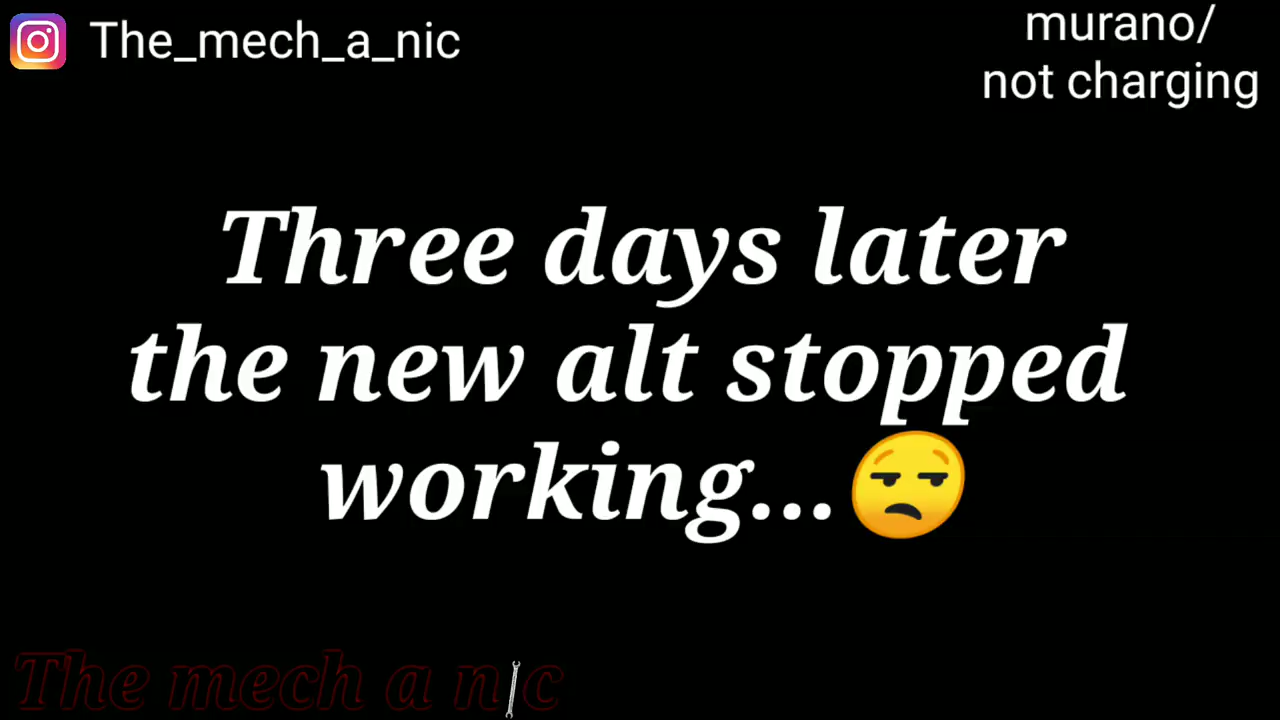 The_mech_a_nic
murano/
not charging
Three days later
the new alt stopped
working...😒
The mech a nic